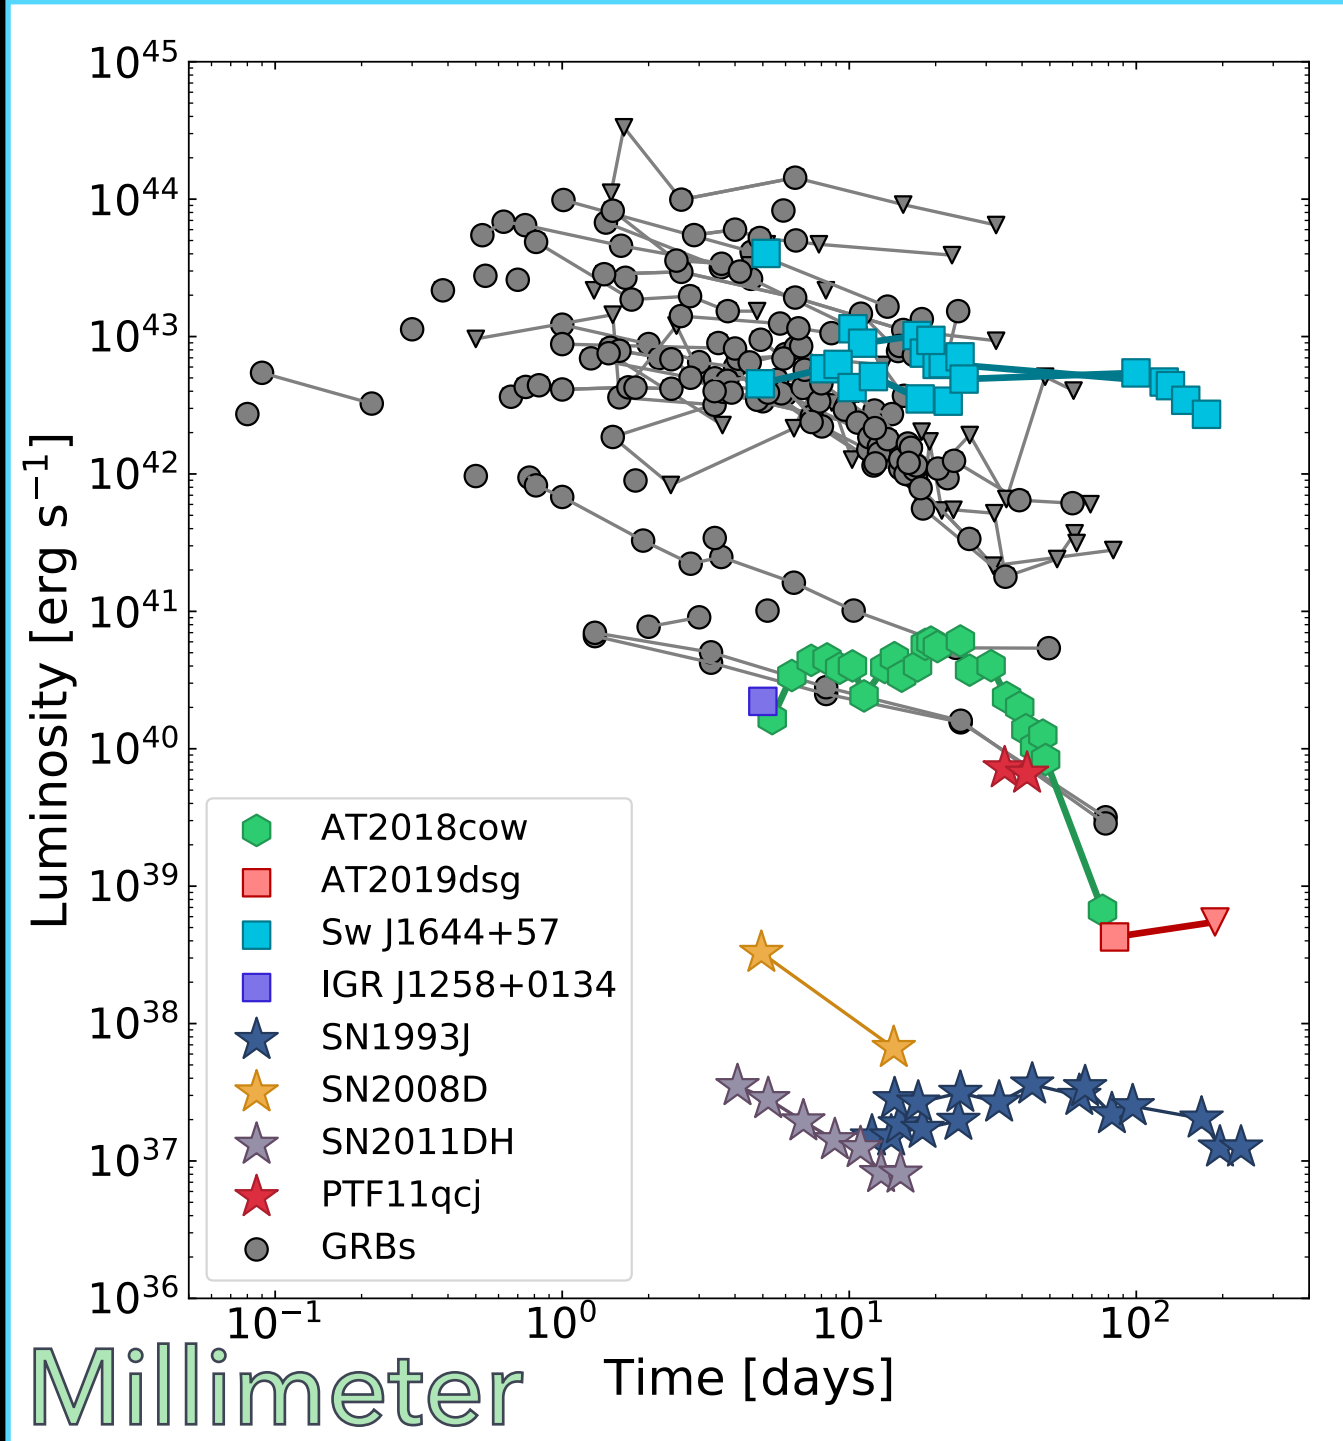 10^45
10^44
10^43
10^42
10^41
10^40
10^39
10^38
10^37
10^36
Luminosity [erg s^−1]
AT2018cow
AT2019dsg
Sw J1644+57
IGR J1258+0134
SN1993J
SN2008D
SN2011DH
PTF11qcj
GRBs
10^−1 10^0 10^1 10^2
Time [days]
Millimeter